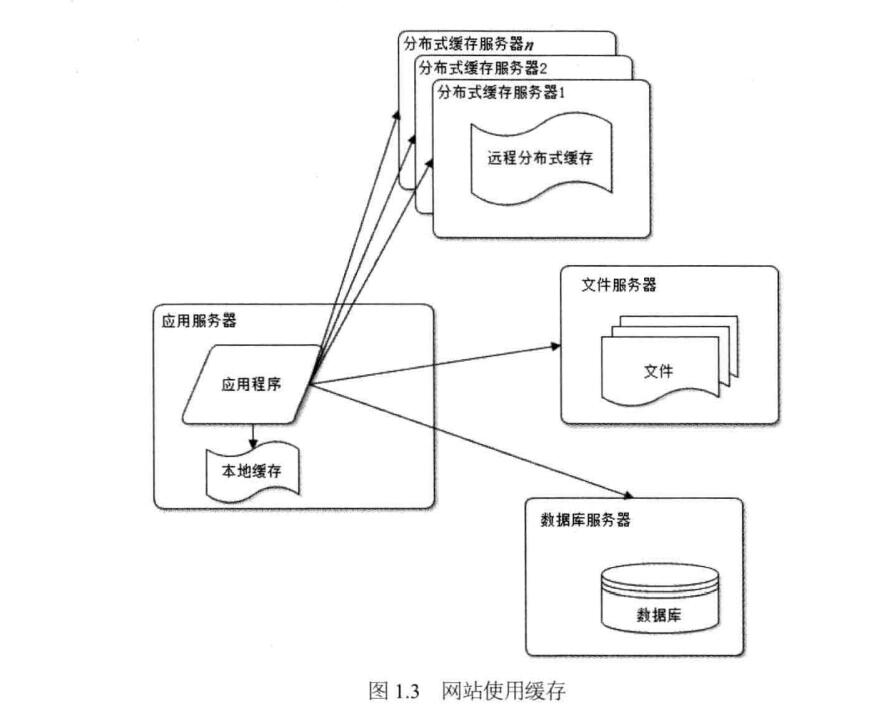 分布式缓存服务器n
分布式缓存服务器2
分布式缓存服务器1
远程分布式缓存
文件服务器
文件
应用服务器
应用程序
本地缓存
数据库服务器
数据库
图 1.3 网站使用缓存